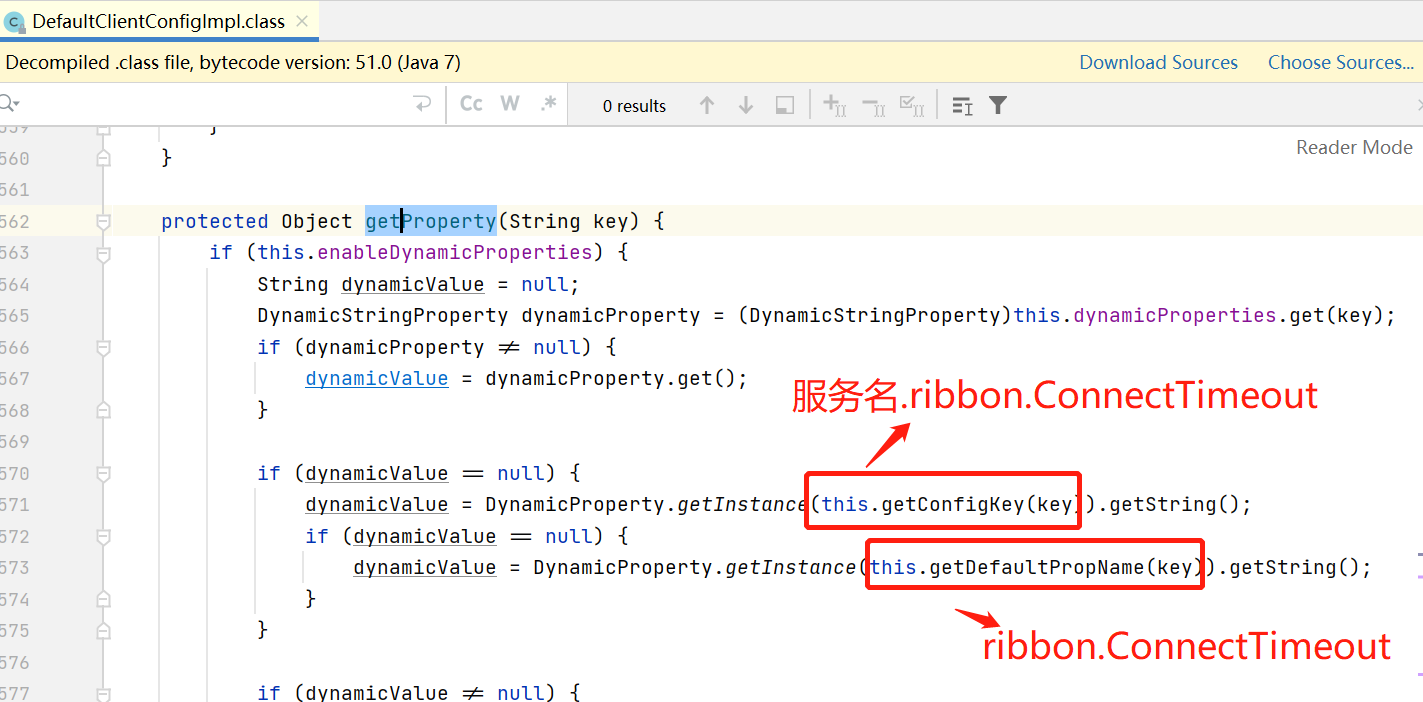 DefaultClientConfigImpl.class
Decompiled .class file, bytecode version: 51.0 (Java 7)
Download Sources
Choose Sources...
Cc
W
.*
0 results
Reader Mode
559 }
560 }
561
562 protected Object getProperty(String key) {
563 if (this.enableDynamicProperties) {
564 String dynamicValue = null;
565 DynamicStringProperty dynamicProperty = (DynamicStringProperty)this.dynamicProperties.get(key);
566 if (dynamicProperty ≠ null) {
567 dynamicValue = dynamicProperty.get();
服务名.ribbon.ConnectTimeout
568 }
569
570 if (dynamicValue == null) {
571 dynamicValue = DynamicProperty.getInstance(this.getConfigKey(key)).getString();
572 if (dynamicValue == null) {
573 dynamicValue = DynamicProperty.getInstance(this.getDefaultPropName(key)).getString();
574 }
575 }
ribbon.ConnectTimeout
576
577 if (dynamicValue ≠ null) {